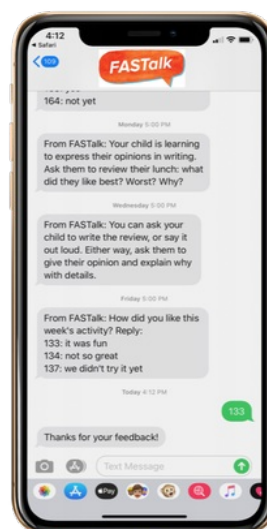 4:12
Safari
109
FASTalk
164: not yet
Monday 5:00 PM
From FASTalk: Your child is learning
to express their opinions in writing.
Ask them to review their lunch: what
did they like best? Worst? Why?
Wednesday 5:00 PM
From FASTalk: You can ask your
child to write the review, or say it
out loud. Either way, ask them to
give their opinion and explain why
with details.
Friday 5:00 PM
From FASTalk: How did you like this
week's activity? Reply:
133: it was fun
134: not so great
137: we didn't try it yet
Today 4:12 PM
133
Thanks for your feedback!
Text Message
Pay